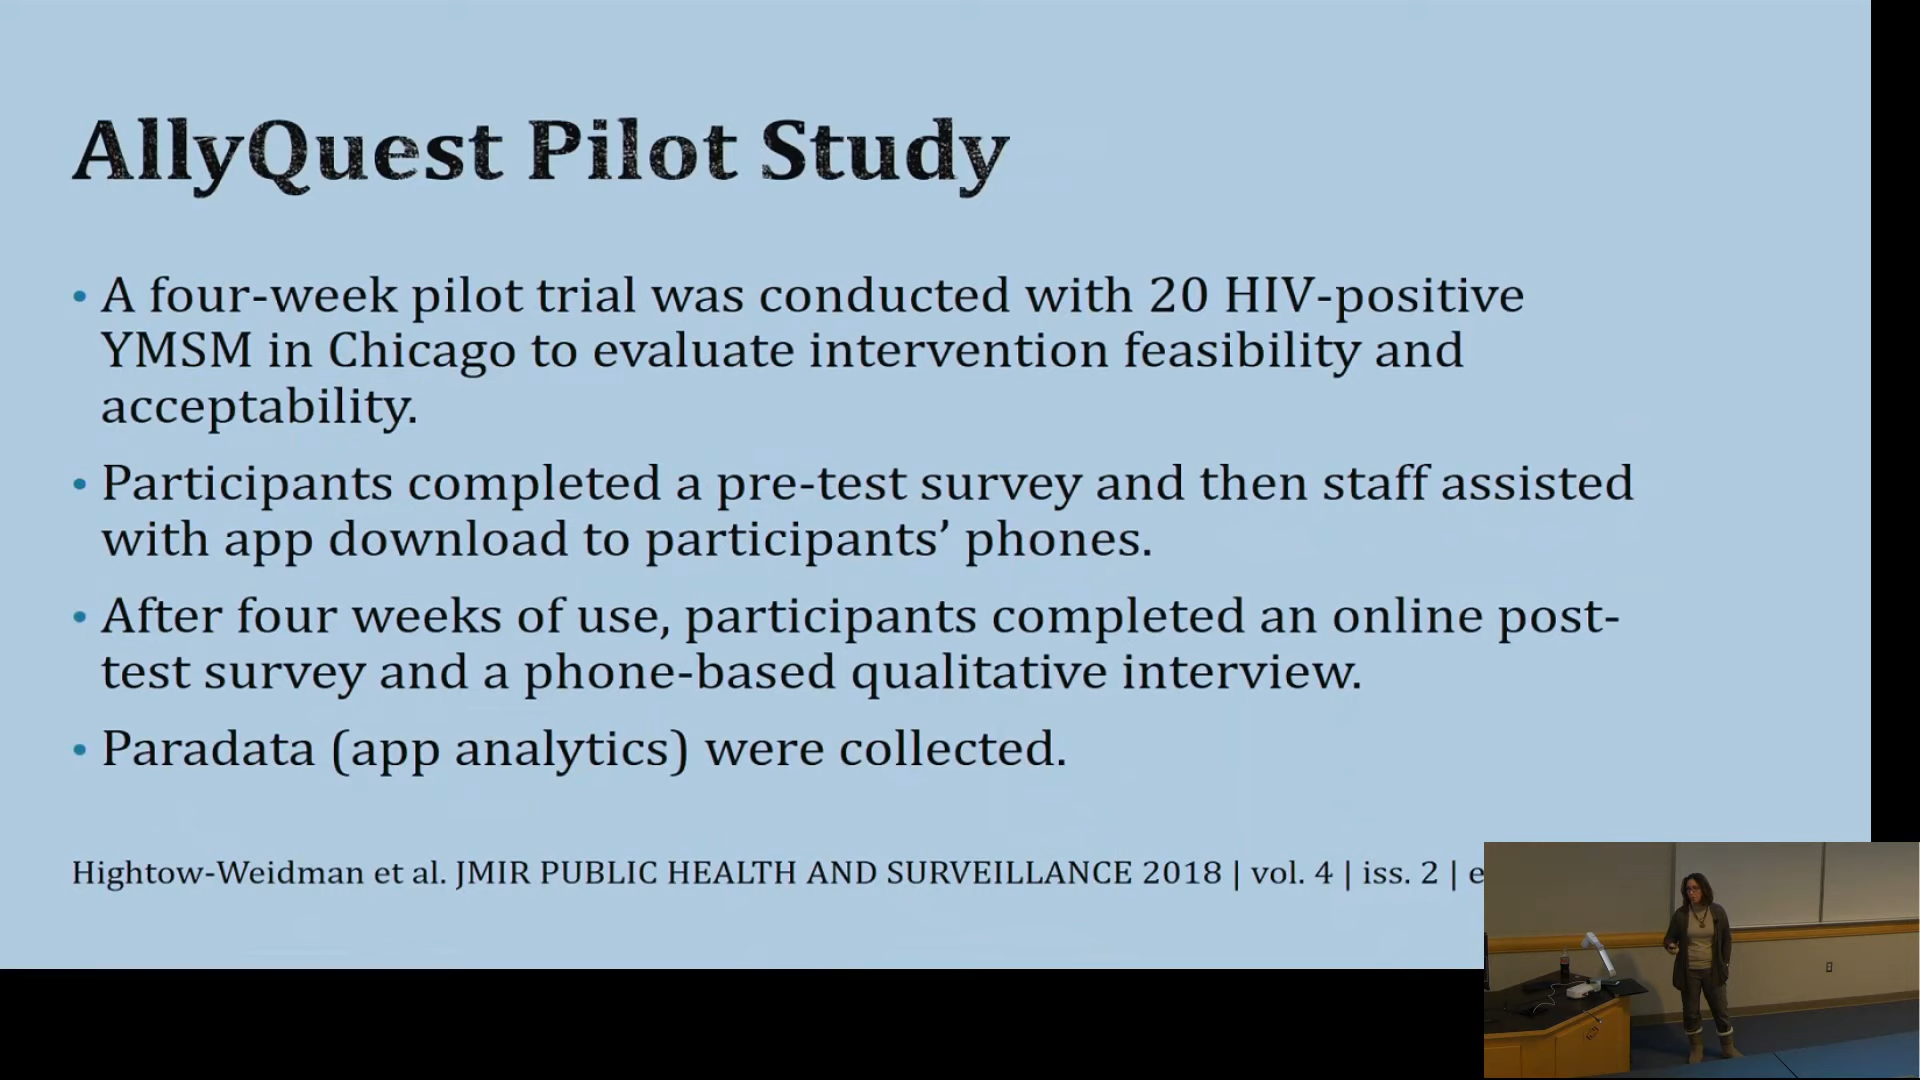 AllyQuest Pilot Study
• A four-week pilot trial was conducted with 20 HIV-positive
YMSM in Chicago to evaluate intervention feasibility and
acceptability.
• Participants completed a pre-test survey and then staff assisted
with app download to participants’ phones.
• After four weeks of use, participants completed an online post-
test survey and a phone-based qualitative interview.
• Paradata (app analytics) were collected.
Hightow-Weidman et al. JMIR PUBLIC HEALTH AND SURVEILLANCE 2018 | vol. 4 | iss. 2 | e